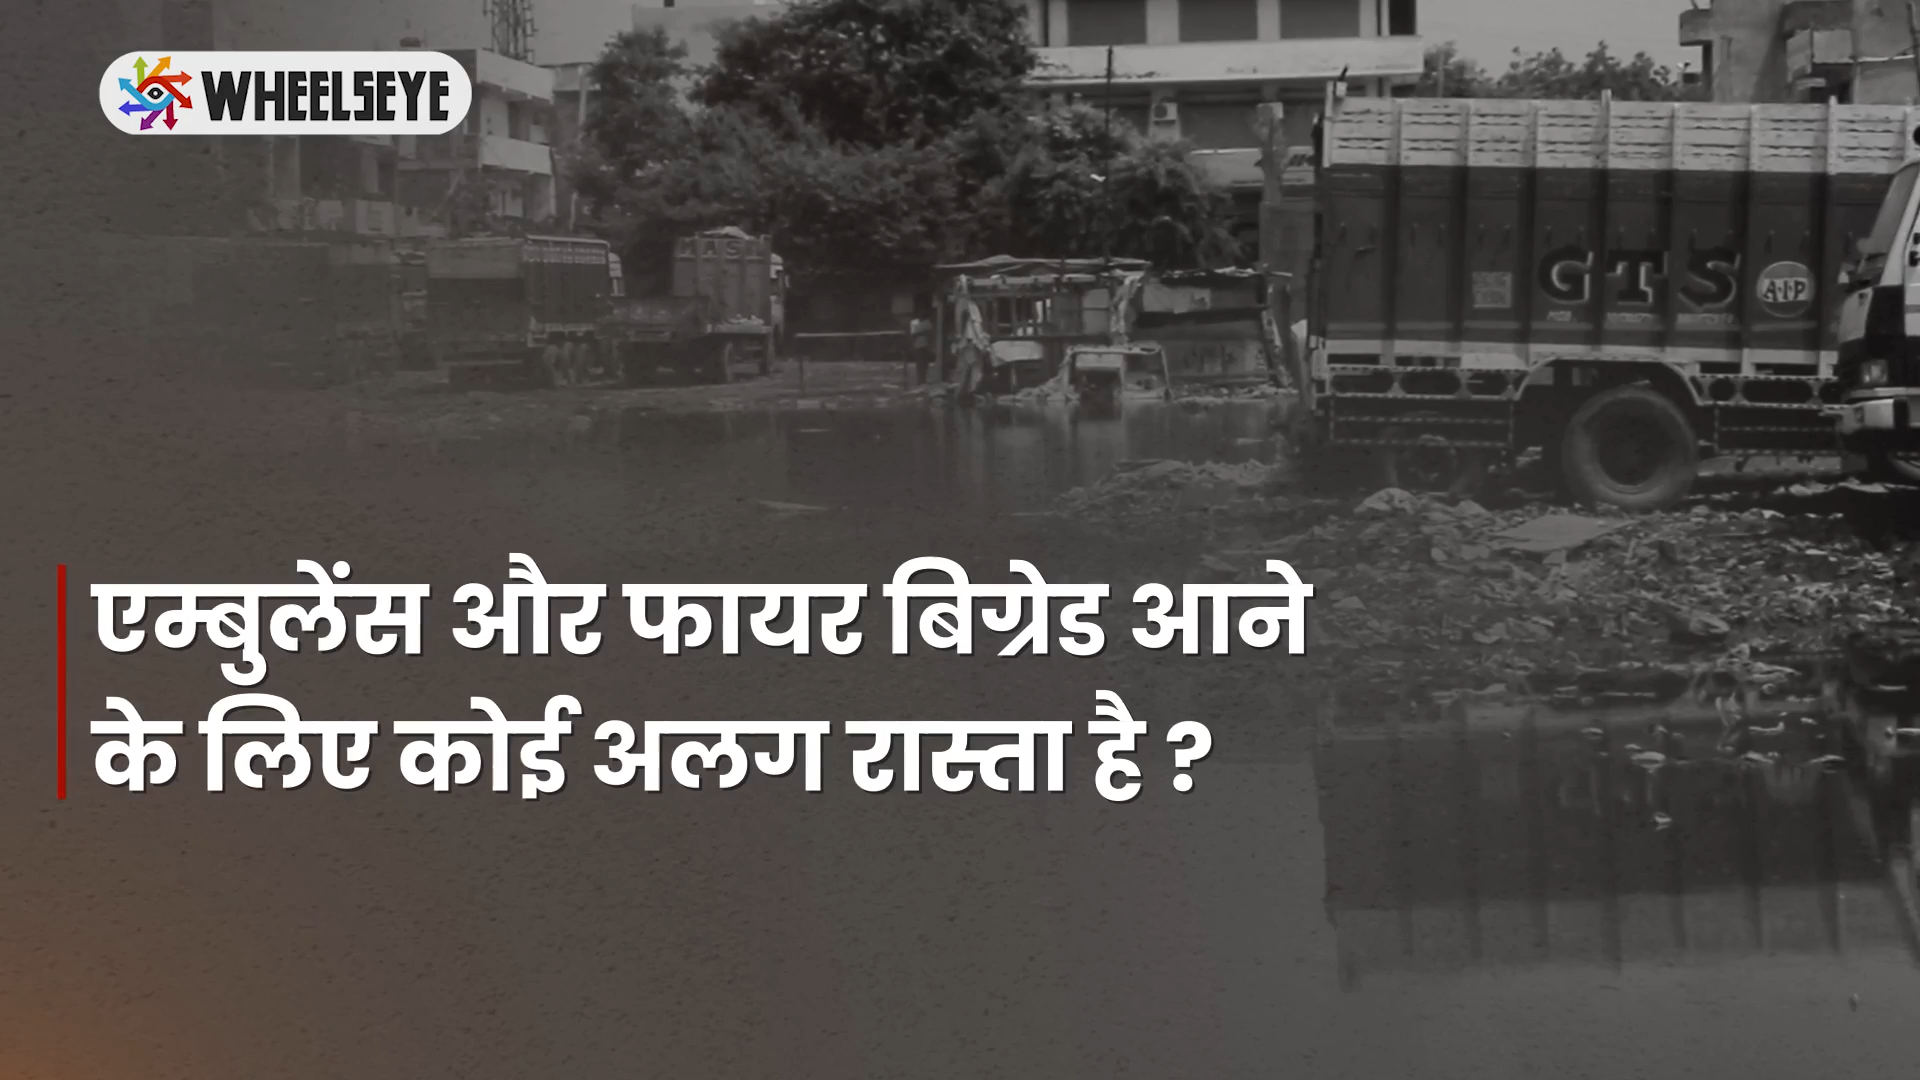 WHEELSEYE
GTS
A·I·P
एम्बुलेंस और फायर बिग्रेड आने
के लिए कोई अलग रास्ता है ?